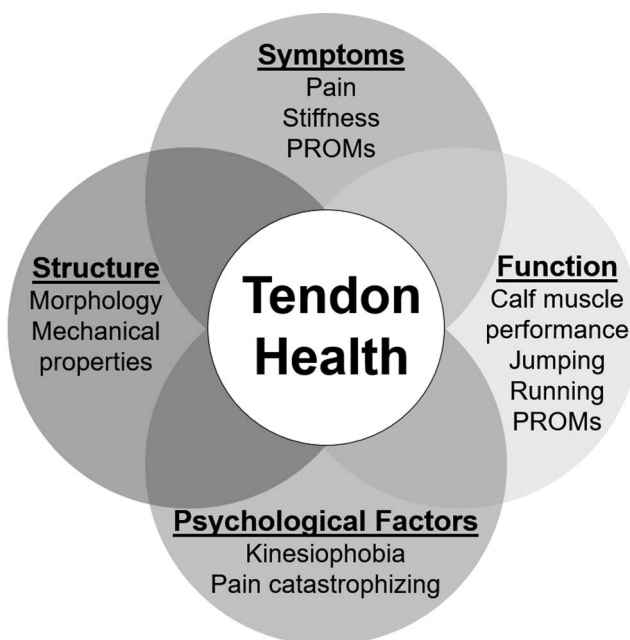 Symptoms
Pain
Stiffness
PROMs
Structure
Morphology
Mechanical
properties
Tendon
Health
Function
Calf muscle
performance
Jumping
Running
PROMs
Psychological Factors
Kinesiophobia
Pain catastrophizing